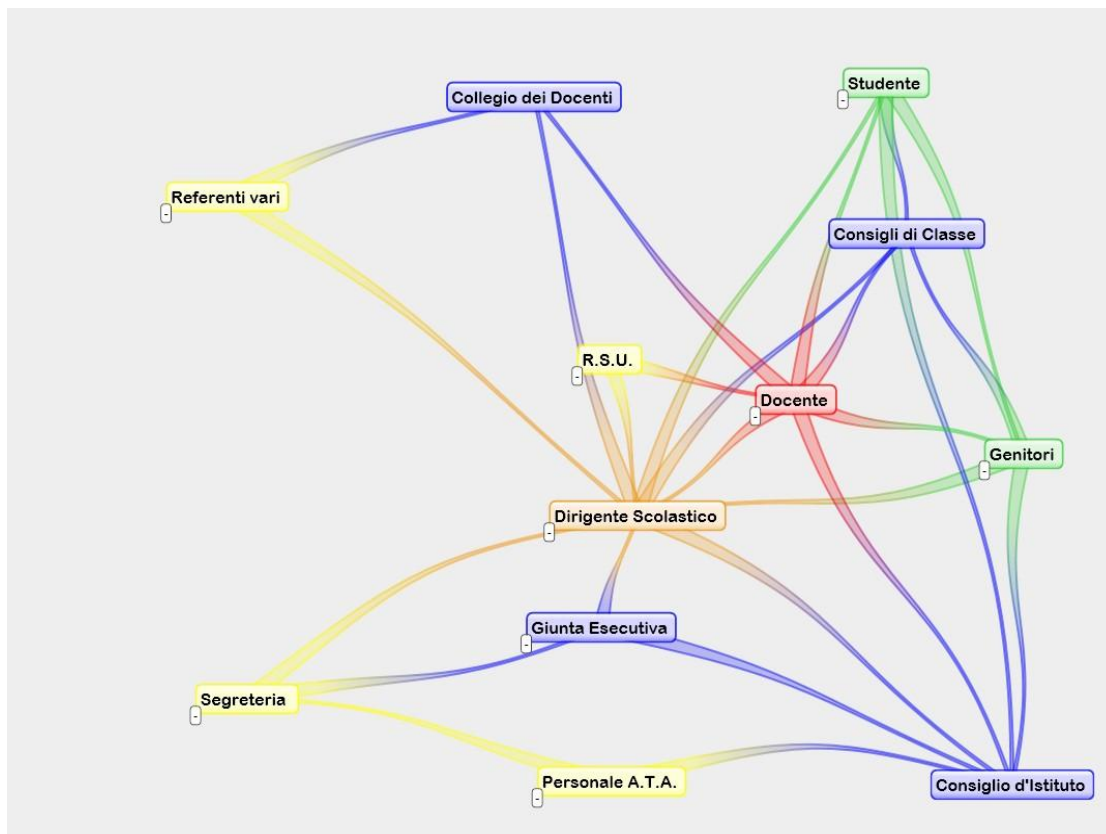 Studente
-
Collegio dei Docenti
Referenti vari
-
Consigli di Classe
R.S.U.
-
Docente
-
Genitori
-
Dirigente Scolastico
-
Giunta Esecutiva
-
Segreteria
-
Personale A.T.A.
-
Consiglio d'Istituto